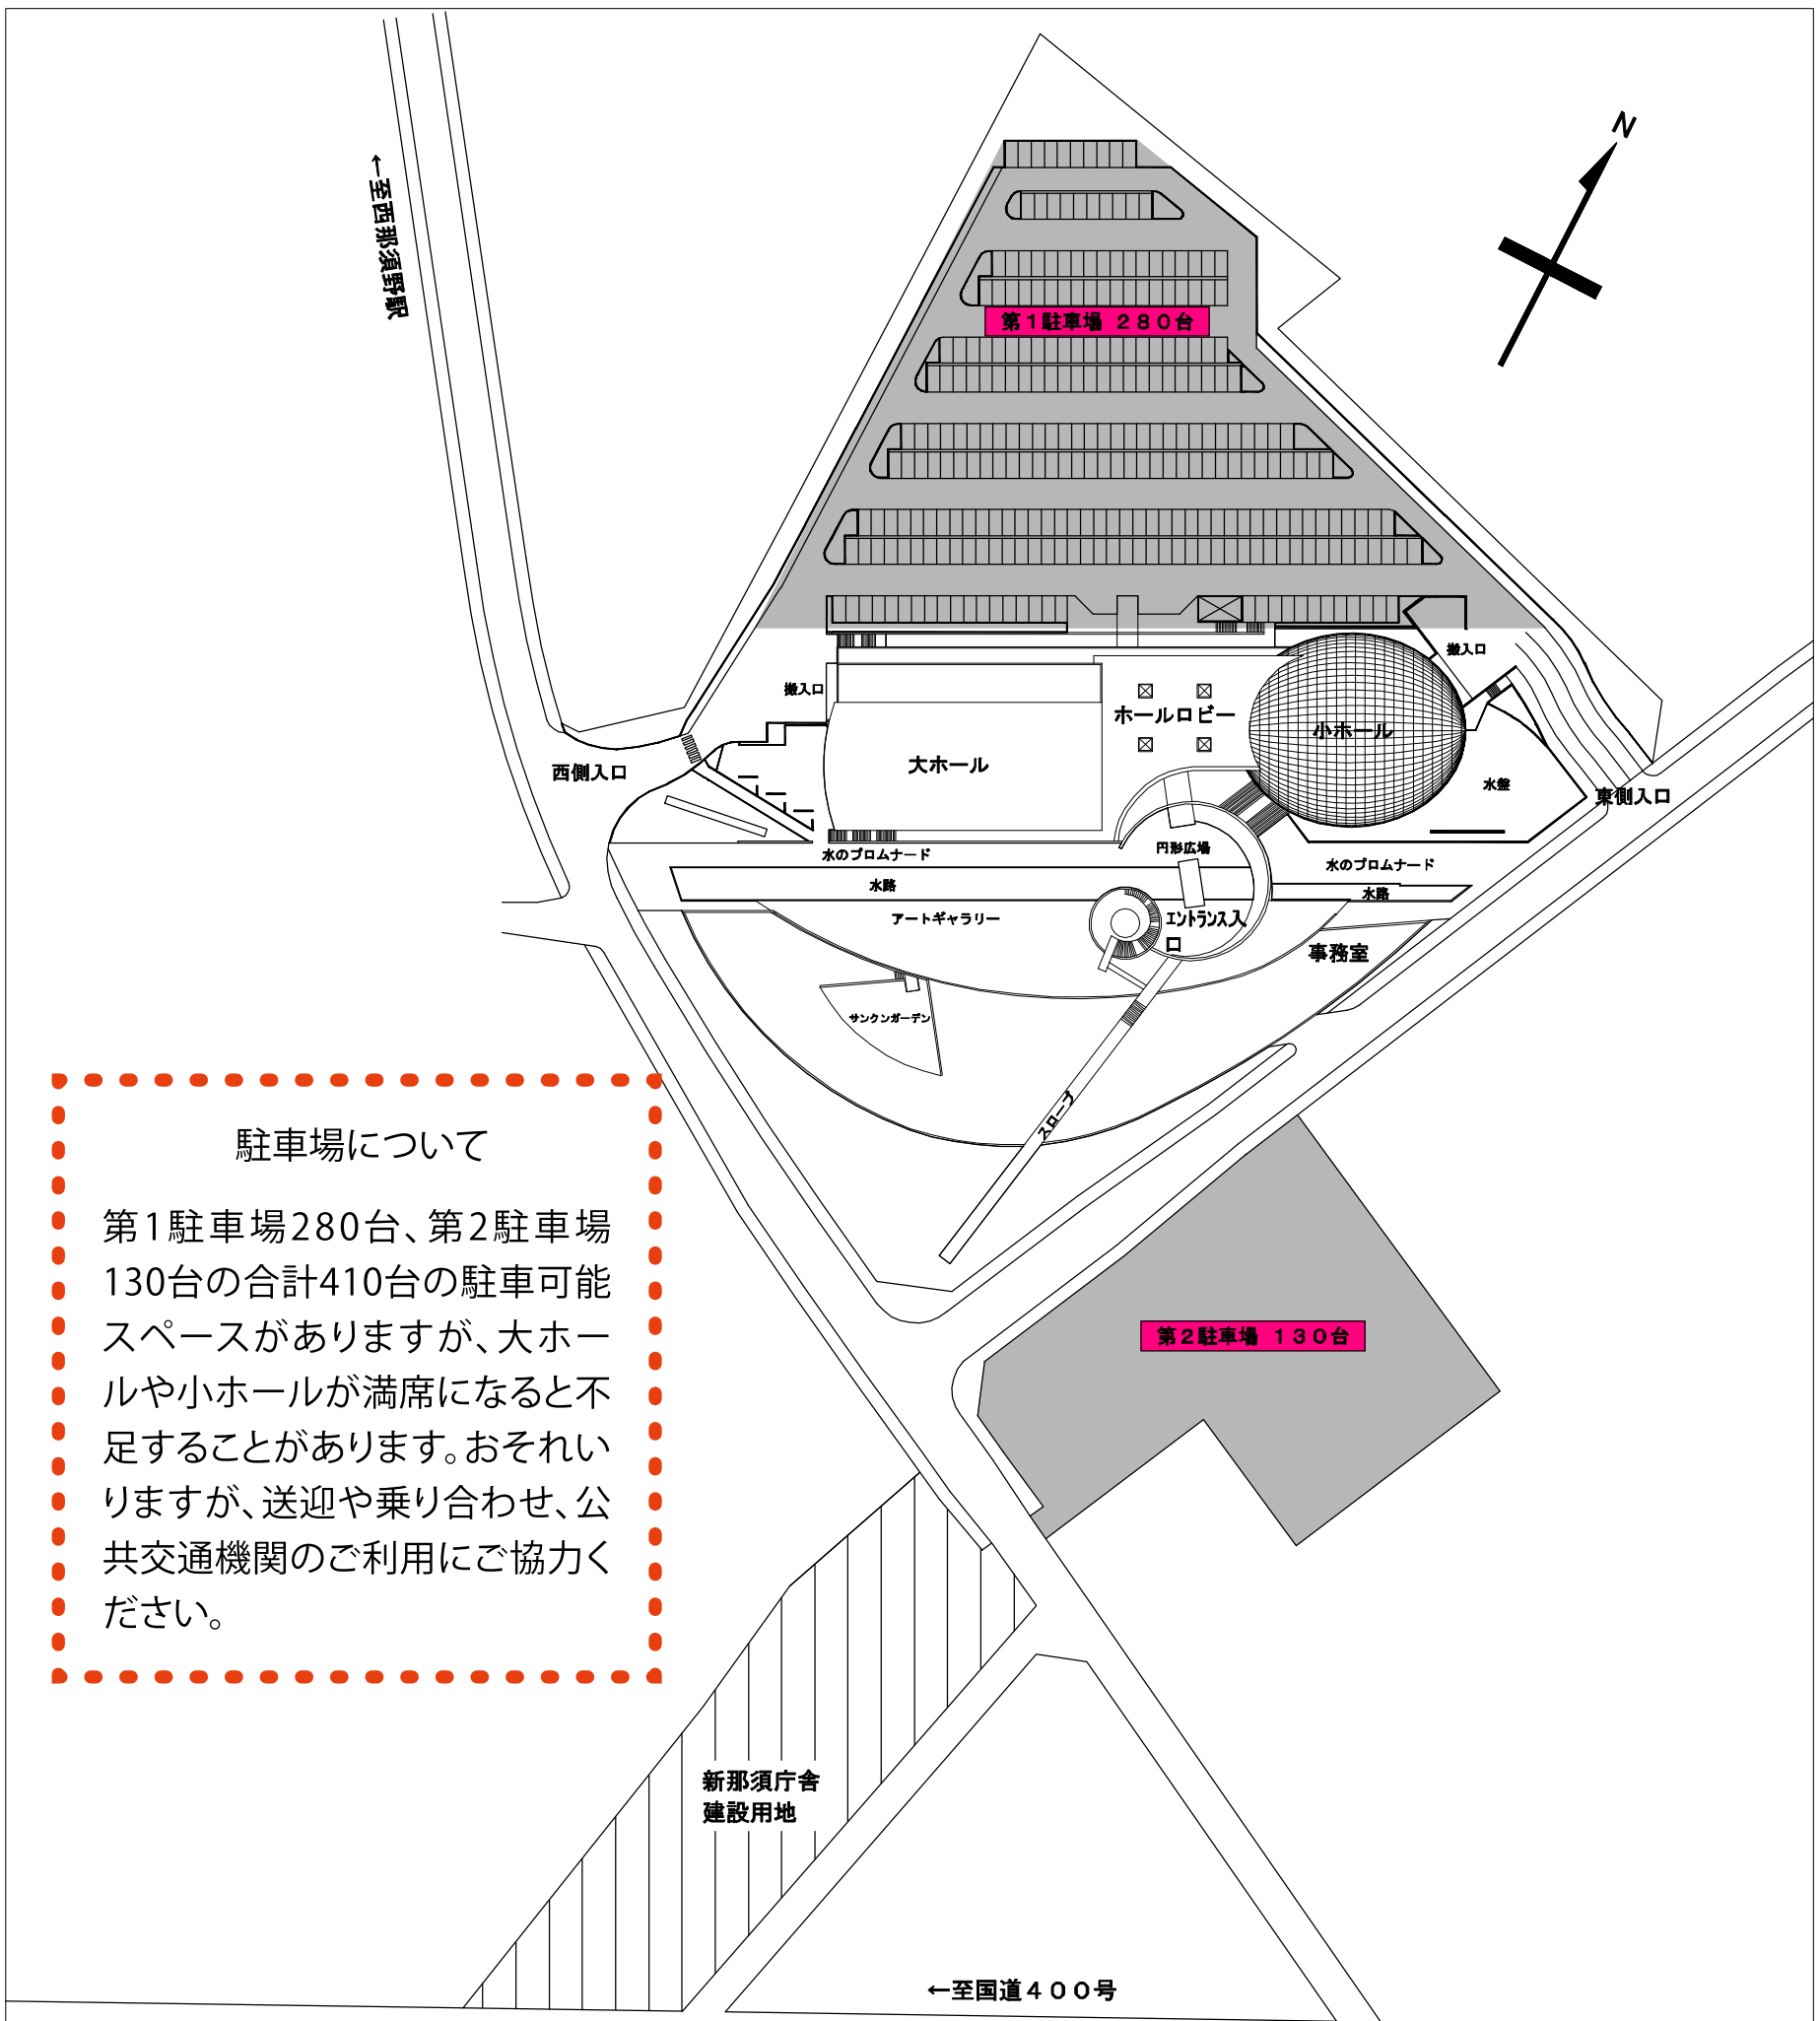 N
←至西那須野駅
第１駐車場 ２８０台
搬入口
搬入口
ホールロビー
小ホール
大ホール
西側入口
水盤
東側入口
水のプロムナード
円形広場
水のプロムナード
水路
水路
アートギャラリー
エントランス入
口
事務室
サンクンガーデン
スロープ
駐車場について
第1駐車場280台、第2駐車場
130台の合計410台の駐車可能
スペースがありますが、大ホー
ルや小ホールが満席になると不
足することがあります。おそれい
りますが、送迎や乗り合わせ、公
共交通機関のご利用にご協力く
ださい。
第２駐車場 １３０台
新那須庁舎
建設用地
←至国道４００号